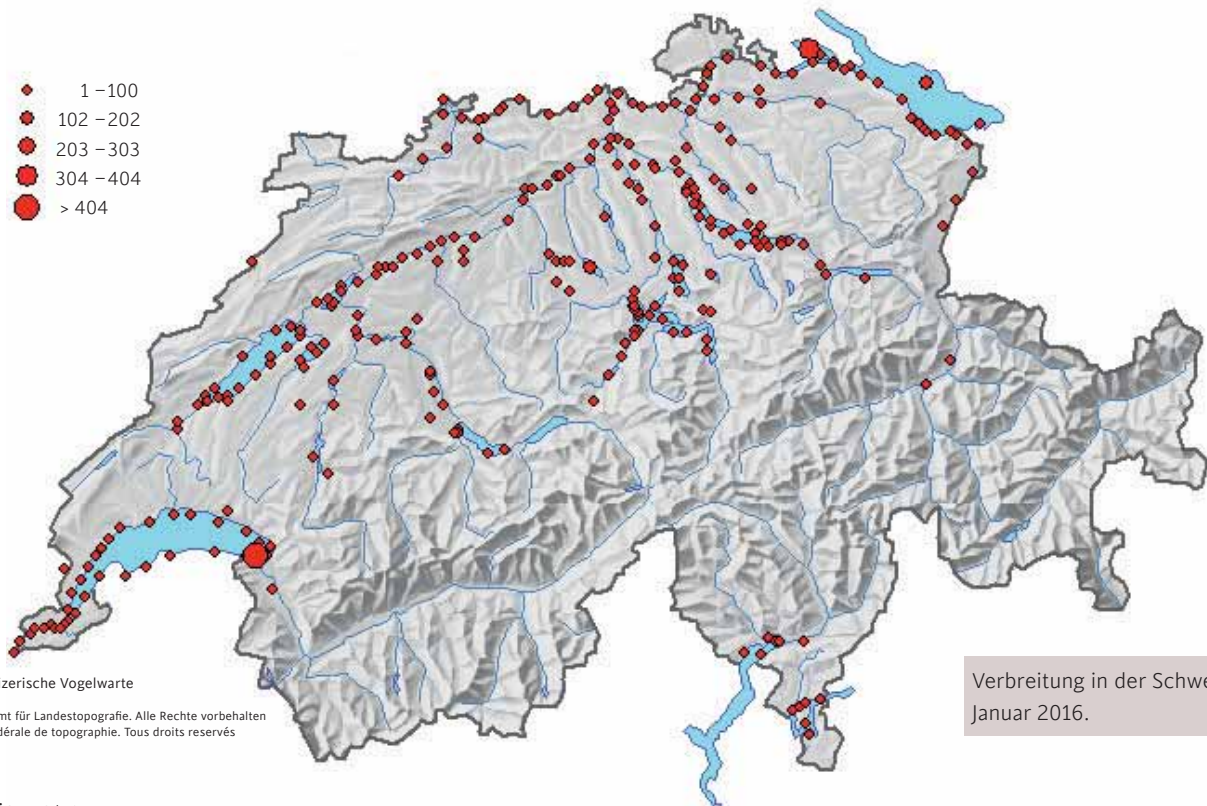 1 – 100
102 – 202
203 – 303
304 – 404
> 404
zerische Vogelwarte
mt für Landestopografie. Alle Rechte vorbehalten
dérale de topographie. Tous droits reservés
Verbreitung in der Schwe
Januar 2016.